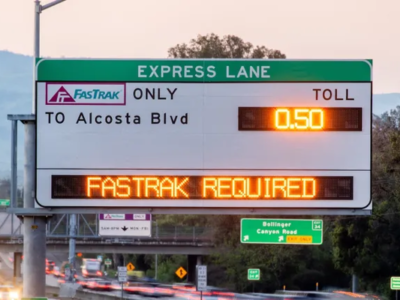 EXPRESS LANE
FASTRAK ONLY TOLL
TO Alcosta Blvd 0.50
FASTRAK REQUIRED
Bollinger
Canyon Road